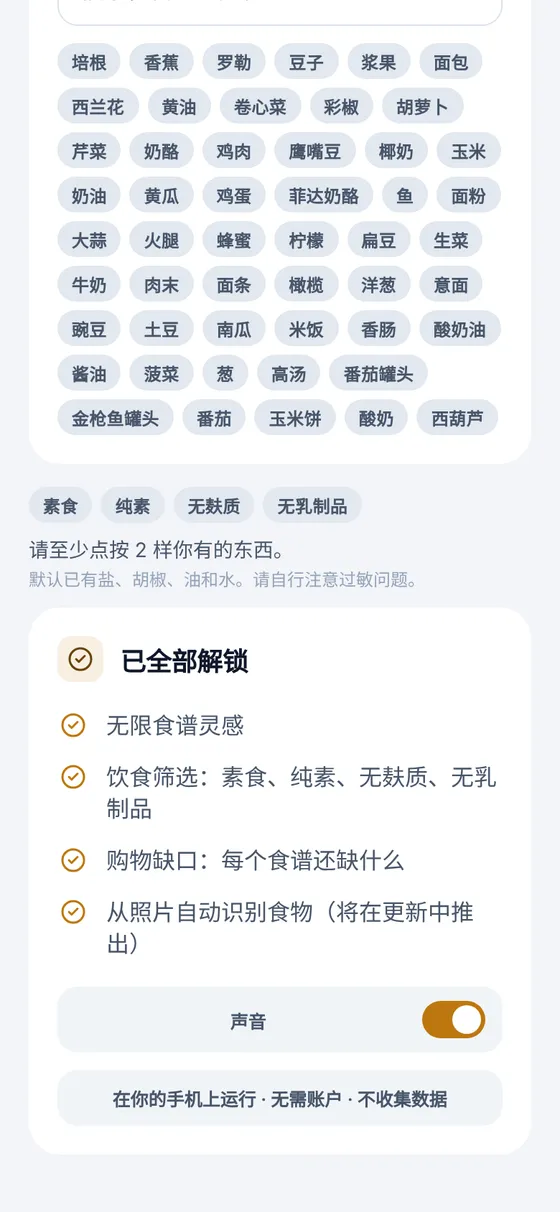 培根 香蕉 罗勒 豆子 浆果 面包
西兰花 黄油 卷心菜 彩椒 胡萝卜
芹菜 奶酪 鸡肉 鹰嘴豆 椰奶 玉米
奶油 黄瓜 鸡蛋 菲达奶酪 鱼 面粉
大蒜 火腿 蜂蜜 柠檬 扁豆 生菜
牛奶 肉末 面条 橄榄 洋葱 意面
豌豆 土豆 南瓜 米饭 香肠 酸奶油
酱油 菠菜 葱 高汤 番茄罐头
金枪鱼罐头 番茄 玉米饼 酸奶 西葫芦
素食 纯素 无麸质 无乳制品
请至少点按 2 样你有的东西。
默认已有盐、胡椒、油和水。请自行注意过敏问题。
已全部解锁
无限食谱灵感
饮食筛选：素食、纯素、无麸质、无乳
制品
购物缺口：每个食谱还缺什么
从照片自动识别食物（将在更新中推
出）
声音
在你的手机上运行 · 无需账户 · 不收集数据